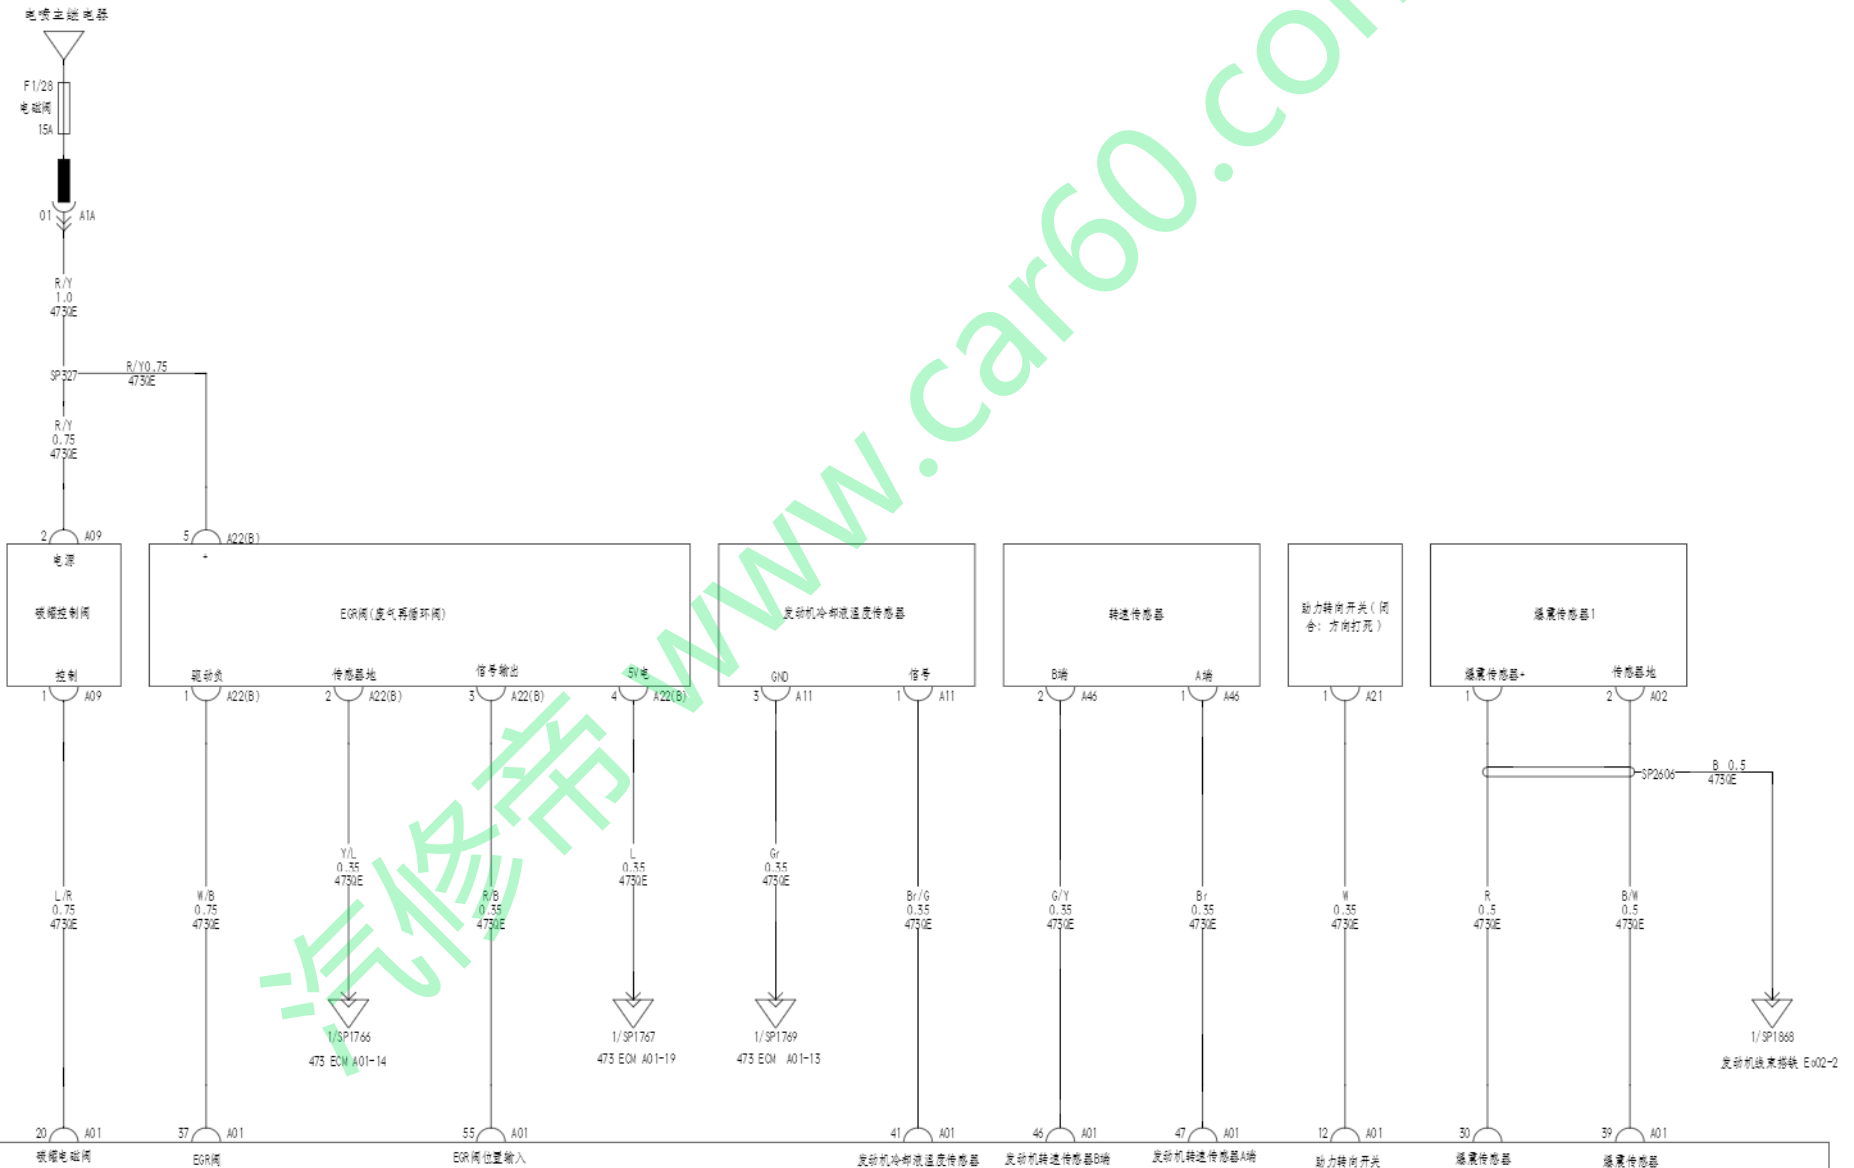 电喷主继电器
F1/28
电磁阀
15A
01 A1A
R/Y
1.0
473QE
SP327
R/Y0.75
473QE
R/Y
0.75
473QE
2 A09
5 A22(B)
电源
+
碳罐控制阀
EGR阀(废气再循环阀)
发动机冷却液温度传感器
转速传感器
助力转向开关(闭
合:方向打死)
爆震传感器1
控制
驱动负
传感器地
信号输出
5V电
GND
信号
B端
A端
爆震传感器+
传感器地
1 A09
1 A22(B)
2 A22(B)
3 A22(B)
4 A22(B)
3 A11
1 A11
2 A46
1 A46
1 A21
1
2 A02
SP2606
B 0.5
473QE
Y/L
0.35
473QE
L
0.35
473QE
Gr
0.35
473QE
L/R
0.75
473QE
W/B
0.75
473QE
R/B
0.35
473QE
Br/G
0.35
473QE
G/Y
0.35
473QE
Br
0.35
473QE
W
0.35
473QE
R
0.5
473QE
B/W
0.5
473QE
1/SP1766
473 ECM A01-14
1/SP1767
473 ECM A01-19
1/SP1769
473 ECM A01-13
1/SP1868
发动机线束搭铁 Eo02-2
20 A01
37 A01
55 A01
41 A01
46 A01
47 A01
12 A01
30
39 A01
碳罐电磁阀
EGR阀
EGR阀位置输入
发动机冷却液温度传感器
发动机转速传感器B端
发动机转速传感器A端
助力转向开关
爆震传感器
爆震传感器
汽修帝 www.car60.com